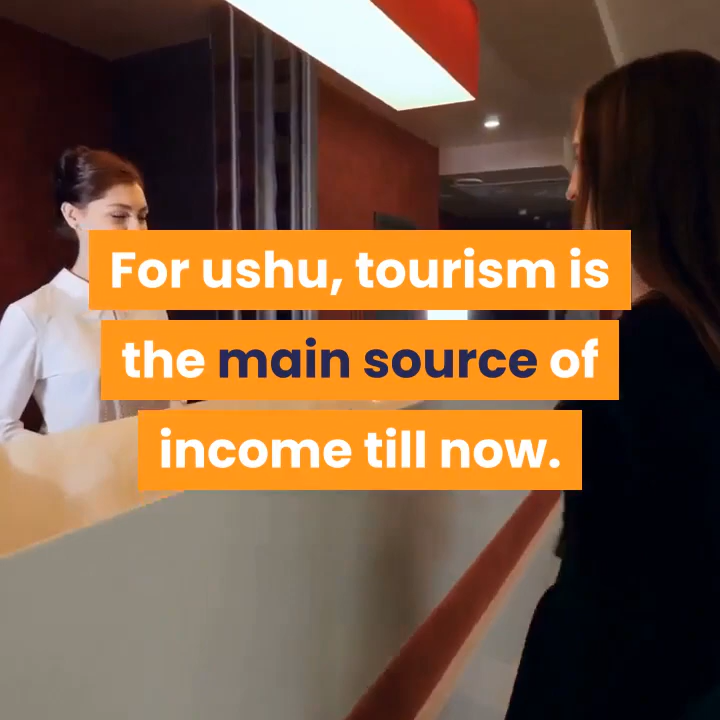 For ushu, tourism is
the main source of
income till now.